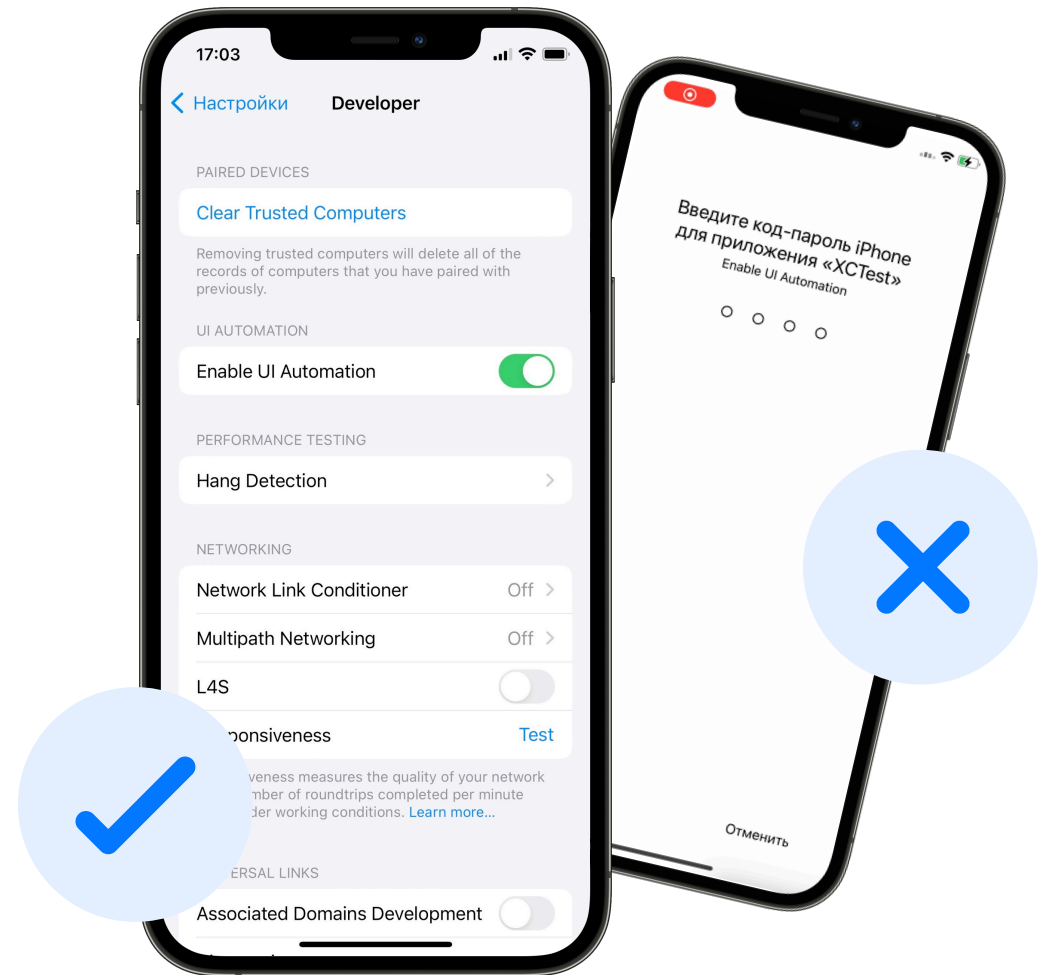 17:03
Настройки
Developer
PAIRED DEVICES
Clear Trusted Computers
Removing trusted computers will delete all of the
records of computers that you have paired with
previously.
UI AUTOMATION
Enable UI Automation
PERFORMANCE TESTING
Hang Detection
NETWORKING
Network Link Conditioner
Off
Multipath Networking
Off
L4S
ponsiveness
Test
veness measures the quality of your network
mber of roundtrips completed per minute
der working conditions. Learn more...
ERSAL LINKS
Associated Domains Development
Введите код-пароль iPhone
для приложения «XCTest»
Enable UI Automation
Отменить